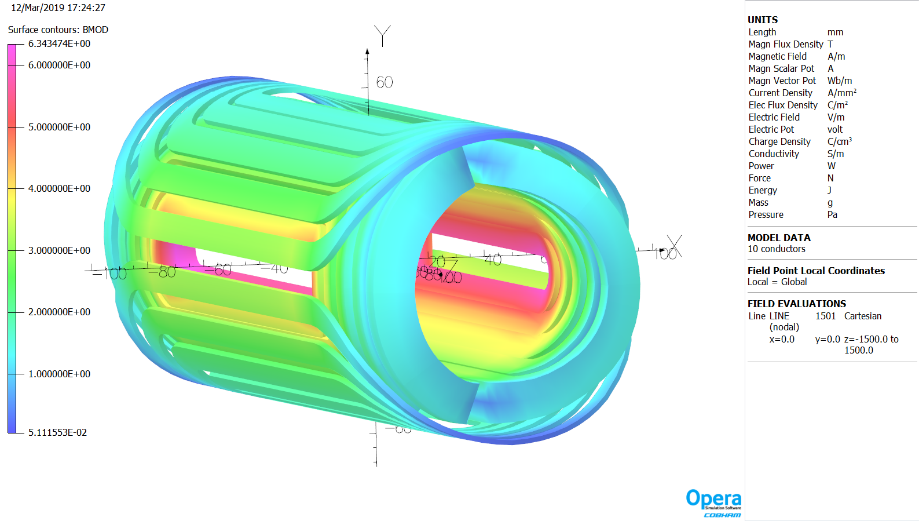 12/Mar/2019 17:24:27
Surface contours: BMOD
6.343474E+00
6.000000E+00
5.000000E+00
4.000000E+00
3.000000E+00
2.000000E+00
1.000000E+00
5.111553E-02
Y
60
X
100
-100
-80
-60
-40
20
40
-60
UNITS
Length mm
Magn Flux Density T
Magnetic Field A/m
Magn Scalar Pot A
Magn Vector Pot Wb/m
Current Density A/mm²
Elec Flux Density C/m²
Electric Field V/m
Electric Pot volt
Charge Density C/cm³
Conductivity S/m
Power W
Force N
Energy J
Mass g
Pressure Pa
MODEL DATA
10 conductors
Field Point Local Coordinates
Local = Global
FIELD EVALUATIONS
Line LINE 1501 Cartesian
(nodal)
x=0.0 y=0.0 z=-1500.0 to
1500.0
Opera
Simulation Software
COBHAM